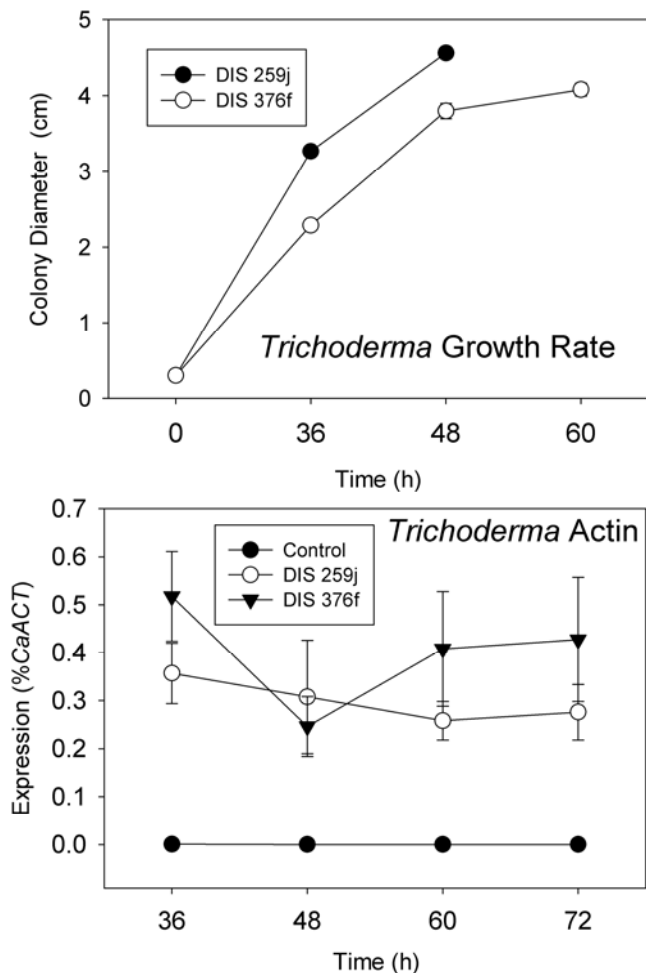 5
4
3
2
1
0
Colony Diameter (cm)
DIS 259j
DIS 376f
Trichoderma Growth Rate
0 36 48 60
Time (h)
0.7
0.6
0.5
0.4
0.3
0.2
0.1
0.0
Expression (%CaACT)
Trichoderma Actin
Control
DIS 259j
DIS 376f
36 48 60 72
Time (h)